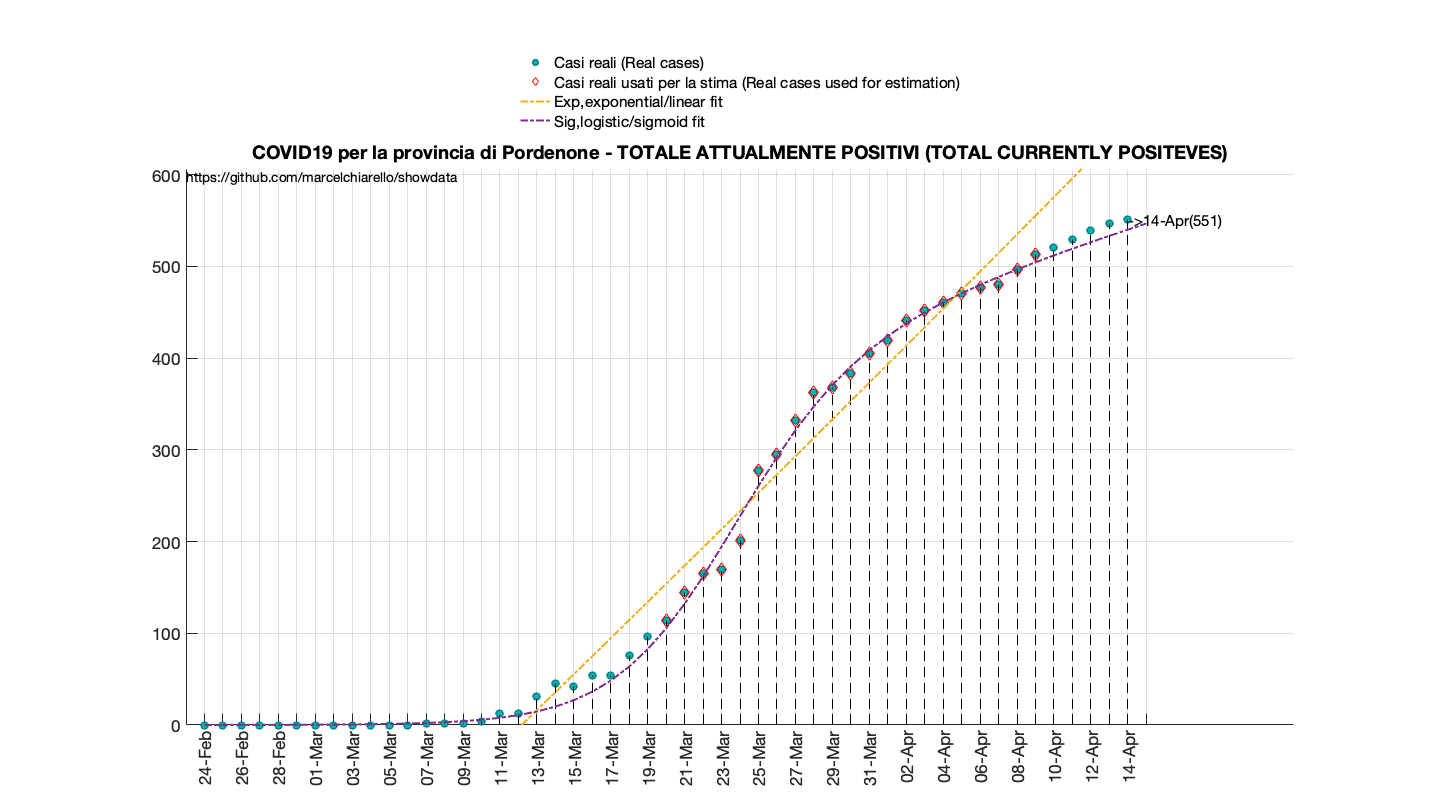 Casi reali (Real cases)
Casi reali usati per la stima (Real cases used for estimation)
Exp,exponential/linear fit
Sig,logistic/sigmoid fit
COVID19 per la provincia di Pordenone - TOTALE ATTUALMENTE POSITIVI (TOTAL CURRENTLY POSITEVES)
https://github.com/marcelchiarello/showdata
600
500
400
300
200
100
0
->14-Apr(551)
24-Feb
26-Feb
28-Feb
01-Mar
03-Mar
05-Mar
07-Mar
09-Mar
11-Mar
13-Mar
15-Mar
17-Mar
19-Mar
21-Mar
23-Mar
25-Mar
27-Mar
29-Mar
31-Mar
02-Apr
04-Apr
06-Apr
08-Apr
10-Apr
12-Apr
14-Apr